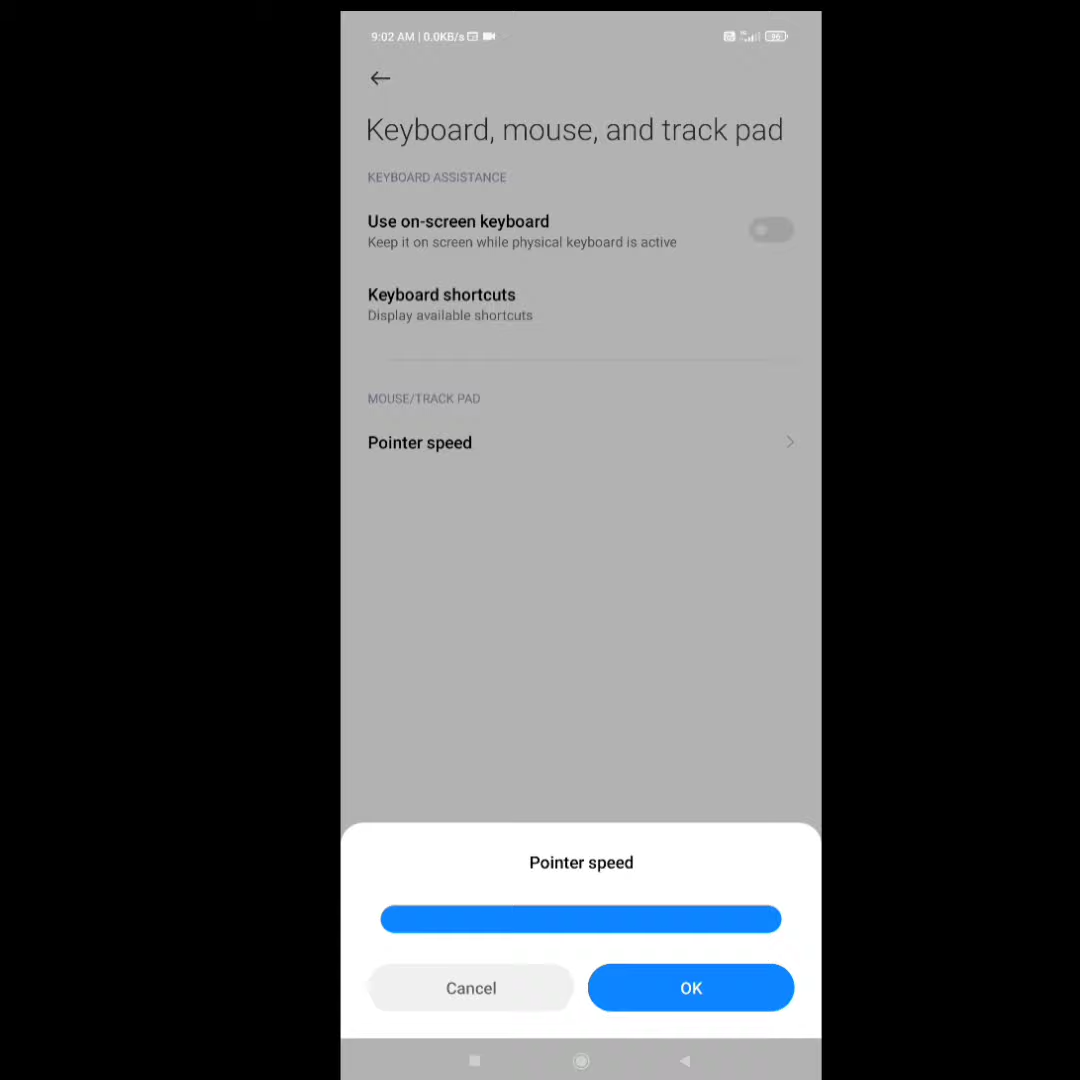 9:02 AM | 0.0KB/s
Keyboard, mouse, and track pad
KEYBOARD ASSISTANCE
Use on-screen keyboard
Keep it on screen while physical keyboard is active
Keyboard shortcuts
Display available shortcuts
MOUSE/TRACK PAD
Pointer speed
Pointer speed
Cancel
OK